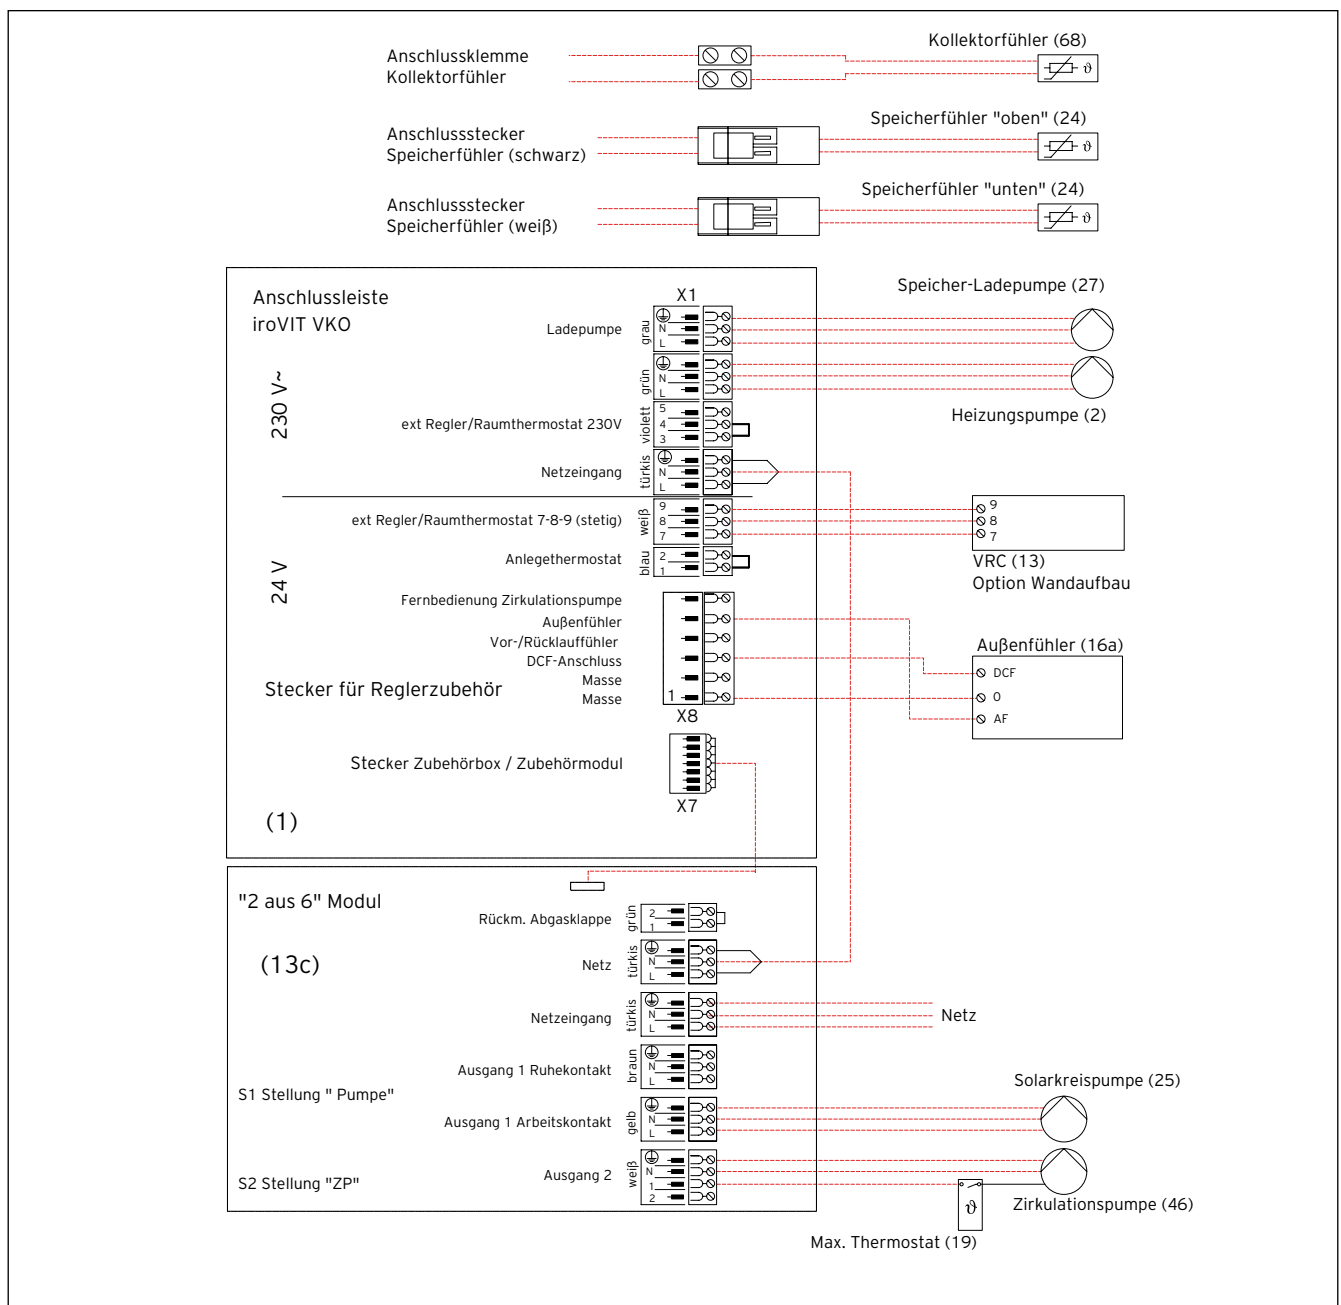 Anschlussklemme
Kollektorfühler
Kollektorfühler (68)
ϑ
Anschlussstecker
Speicherfühler (schwarz)
Speicherfühler "oben" (24)
ϑ
Anschlussstecker
Speicherfühler (weiß)
Speicherfühler "unten" (24)
ϑ
Anschlussleiste
iroVIT VKO
X1
230 V~
Ladepumpe
grau
N
L
Speicher-Ladepumpe (27)
grün
N
L
Heizungspumpe (2)
ext Regler/Raumthermostat 230V
violett
5
4
3
Netzeingang
türkis
N
L
24 V
ext Regler/Raumthermostat 7-8-9 (stetig)
weiß
9
8
7
9
8
7
VRC (13)
Option Wandaufbau
Anlegethermostat
blau
2
1
Fernbedienung Zirkulationspumpe
Außenfühler
Vor-/Rücklauffühler
DCF-Anschluss
Masse
Masse
Stecker für Reglerzubehör
1
X8
Außenfühler (16a)
DCF
0
AF
Stecker Zubehörbox / Zubehörmodul
X7
(1)
"2 aus 6" Modul
(13c)
Rückm. Abgasklappe
grün
2
1
Netz
türkis
N
L
Netzeingang
türkis
N
L
Netz
Ausgang 1 Ruhekontakt
braun
N
L
S1 Stellung " Pumpe"
Ausgang 1 Arbeitskontakt
gelb
N
L
Solarkreispumpe (25)
S2 Stellung "ZP"
Ausgang 2
weiß
N
1
2
ϑ
Zirkulationspumpe (46)
Max. Thermostat (19)